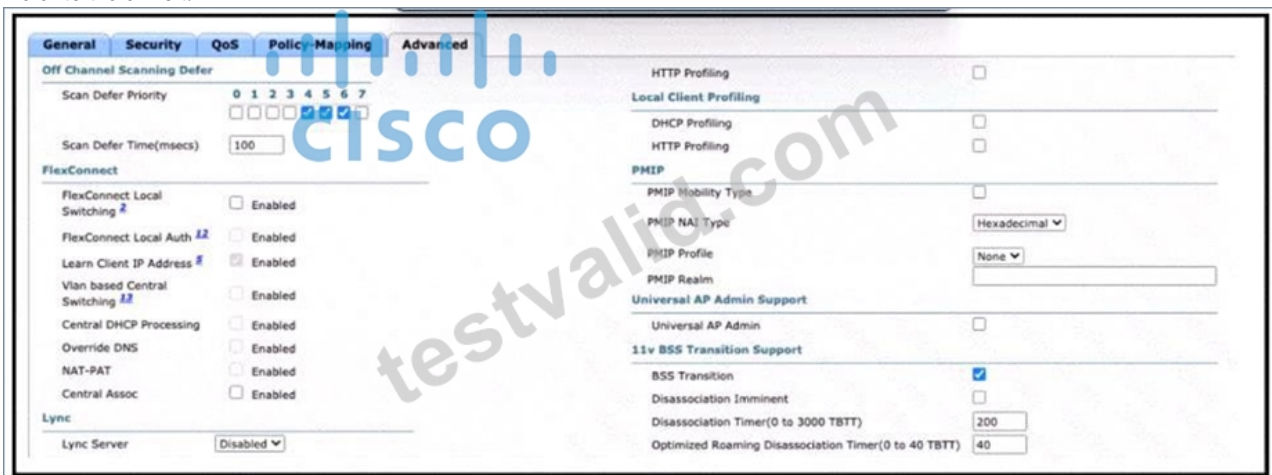 General Security QoS Policy-Mapping Advanced
Off Channel Scanning Defer
Scan Defer Priority 0 1 2 3 4 5 6 7
Scan Defer Time(msecs) 100
FlexConnect
FlexConnect Local
Switching 2 Enabled
FlexConnect Local Auth 12 Enabled
Learn Client IP Address 5 Enabled
Vlan based Central
Switching 13 Enabled
Central DHCP Processing Enabled
Override DNS Enabled
NAT-PAT Enabled
Central Assoc Enabled
Lync
Lync Server Disabled
HTTP Profiling
Local Client Profiling
DHCP Profiling
HTTP Profiling
PMIP
PMIP Mobility Type
PMIP NAI Type Hexadecimal
PMIP Profile None
PMIP Realm
Universal AP Admin Support
Universal AP Admin
11v BSS Transition Support
BSS Transition
Disassociation Imminent
Disassociation Timer(0 to 3000 TBTT) 200
Optimized Roaming Disassociation Timer(0 to 40 TBTT) 40
CISCO
testvalid.com